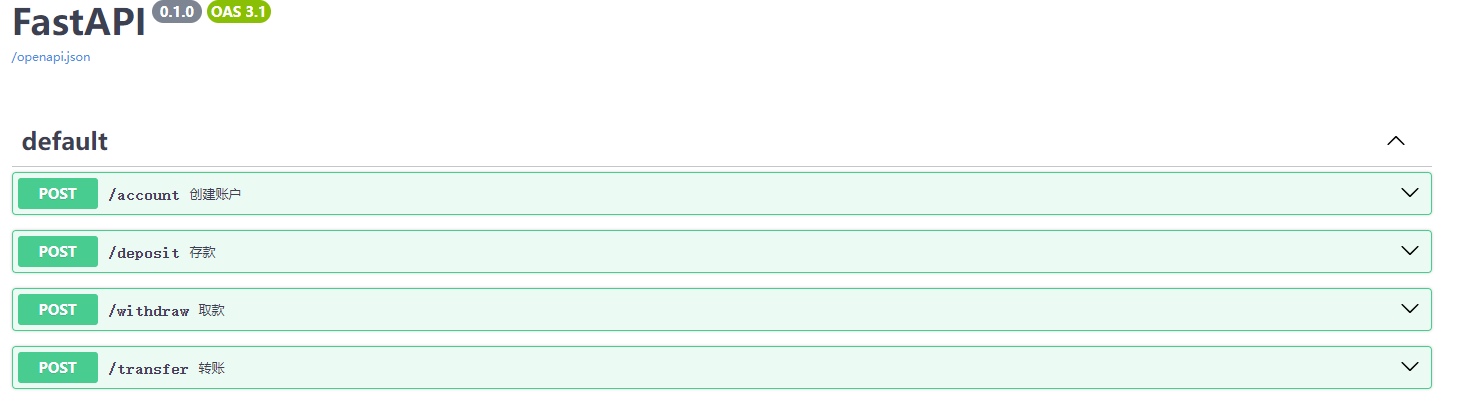 FastAPI 0.1.0 OAS 3.1
/openapi.json
default
POST /account 创建账户
POST /deposit 存款
POST /withdraw 取款
POST /transfer 转账